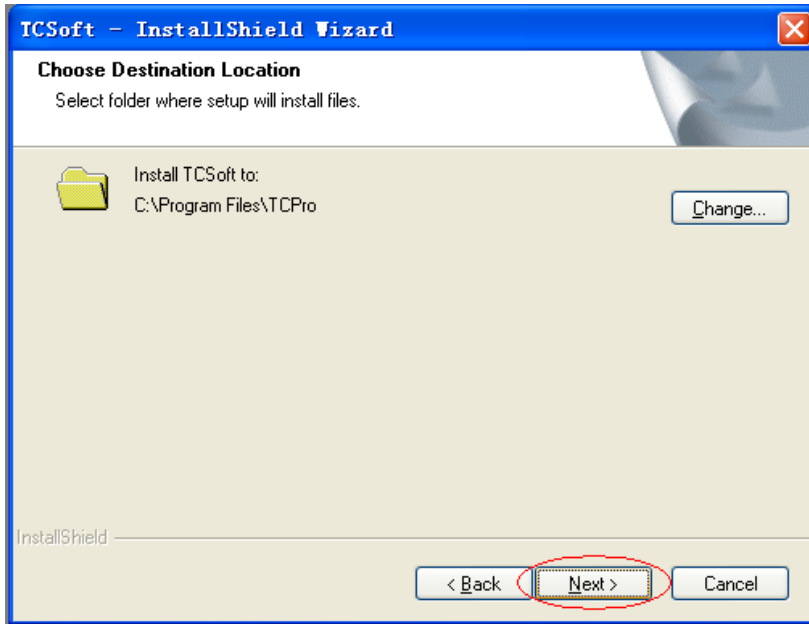 TCSoft - InstallShield Wizard
Choose Destination Location
Select folder where setup will install files.
Install TCSoft to:
C:\Program Files\TCPro
Change...
InstallShield
< Back
Next >
Cancel